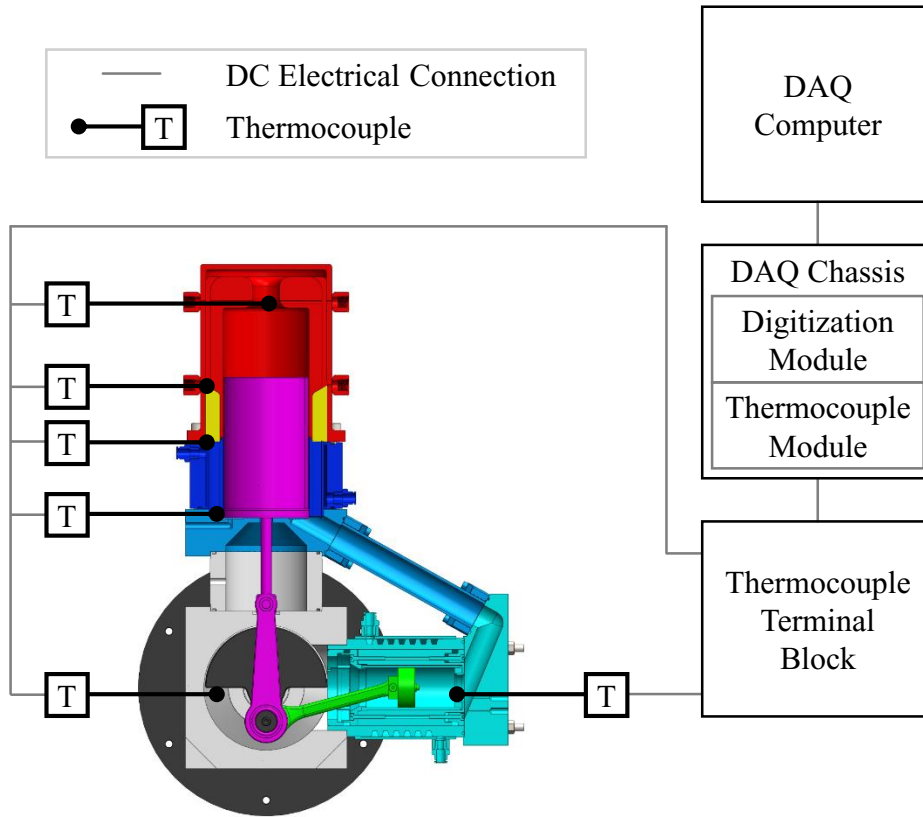 DC Electrical Connection
T
Thermocouple
DAQ
Computer
DAQ Chassis
Digitization
Module
Thermocouple
Module
Thermocouple
Terminal
Block
T
T
T
T
T
T